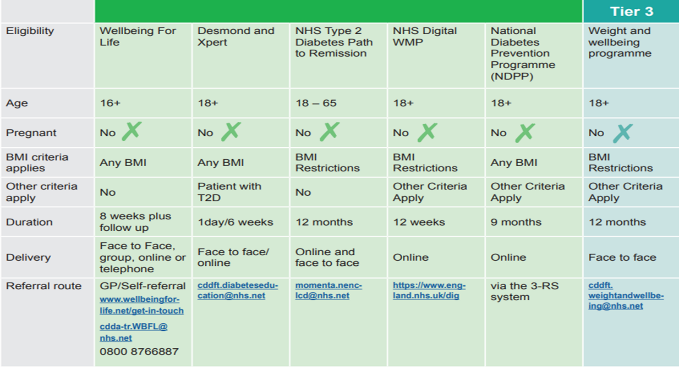 Tier 3
Eligibility
Wellbeing For
Life
Desmond and
Xpert
NHS Type 2
Diabetes Path
to Remission
NHS Digital
WMP
National
Diabetes
Prevention
Programme
(NDPP)
Weight and
wellbeing
programme
Age
16+
18+
18 – 65
18+
18+
18+
Pregnant
No
No
No
No
No
No
BMI criteria
applies
Any BMI
Any BMI
BMI
Restrictions
BMI
Restrictions
Any BMI
BMI
Restrictions
Other criteria
apply
No
Patient with
T2D
No
Other Criteria
Apply
Other Criteria
Apply
Other Criteria
Apply
Duration
8 weeks plus
follow up
1day/6 weeks
12 months
12 weeks
9 months
12 months
Delivery
Face to Face,
group, online or
telephone
Face to face/
online
Online and
face to face
Online
Online
Face to face
Referral route
GP/Self-referral
www.wellbeingfor-
life.net/get-in-touch
cdda-tr.WBFL@
nhs.net
0800 8766887
cddft.diabetesedu-
cation@nhs.net
momenta.nenc-
lcd@nhs.net
https://www.eng-
land.nhs.uk/dig
via the 3-RS
system
cddft.
weightandwellbe-
ing@nhs.net